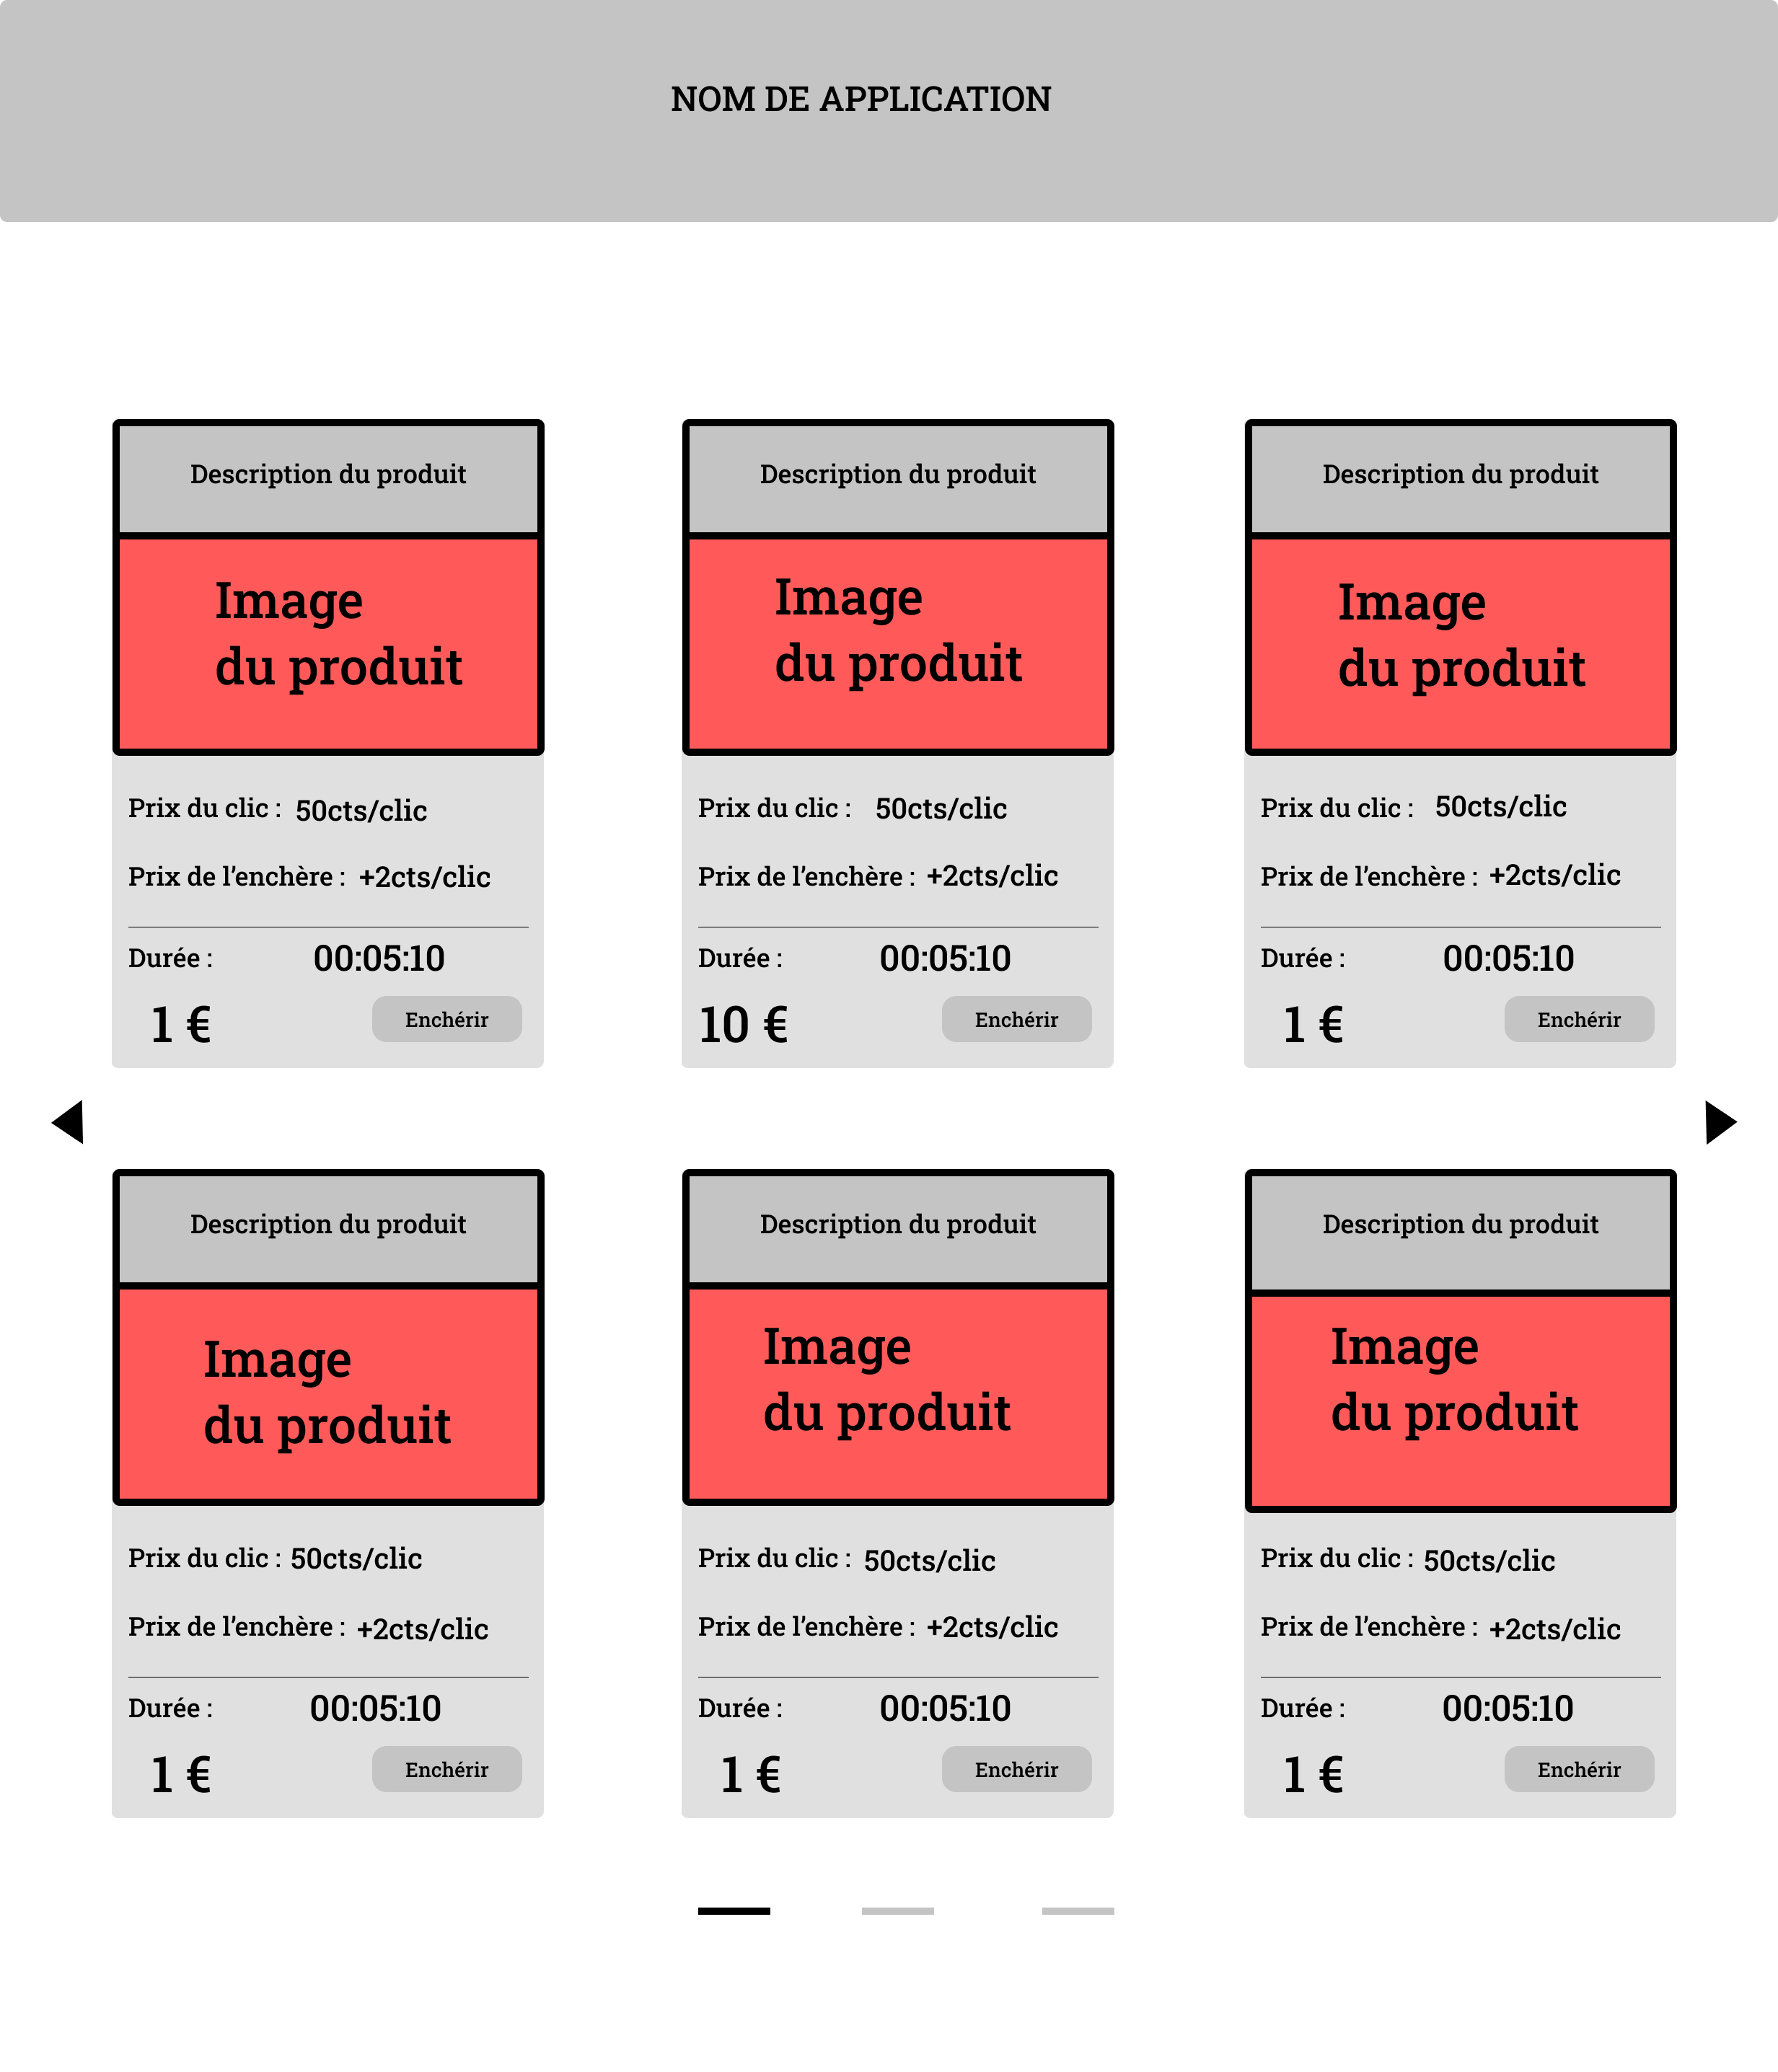 NOM DE APPLICATION
Description du produit
Image
du produit
Prix du clic : 50cts/clic
Prix de l’enchère : +2cts/clic
Durée : 00:05:10
1 € Enchérir
Description du produit
Image
du produit
Prix du clic : 50cts/clic
Prix de l’enchère : +2cts/clic
Durée : 00:05:10
10 € Enchérir
Description du produit
Image
du produit
Prix du clic : 50cts/clic
Prix de l’enchère : +2cts/clic
Durée : 00:05:10
1 € Enchérir
Description du produit
Image
du produit
Prix du clic : 50cts/clic
Prix de l’enchère : +2cts/clic
Durée : 00:05:10
1 € Enchérir
Description du produit
Image
du produit
Prix du clic : 50cts/clic
Prix de l’enchère : +2cts/clic
Durée : 00:05:10
1 € Enchérir
Description du produit
Image
du produit
Prix du clic : 50cts/clic
Prix de l’enchère : +2cts/clic
Durée : 00:05:10
1 € Enchérir